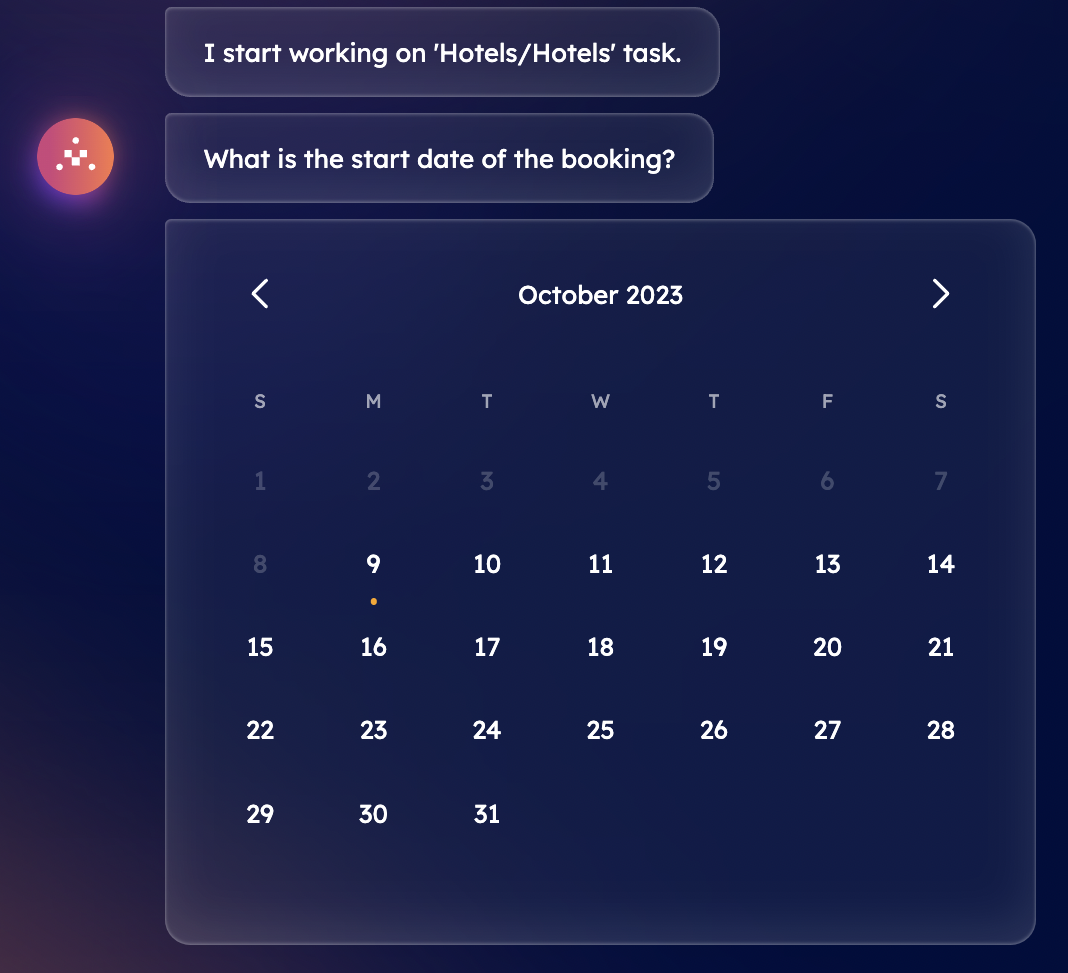 I start working on 'Hotels/Hotels' task.
What is the start date of the booking?
October 2023
S M T W T F S
1 2 3 4 5 6 7
8 9 10 11 12 13 14
15 16 17 18 19 20 21
22 23 24 25 26 27 28
29 30 31